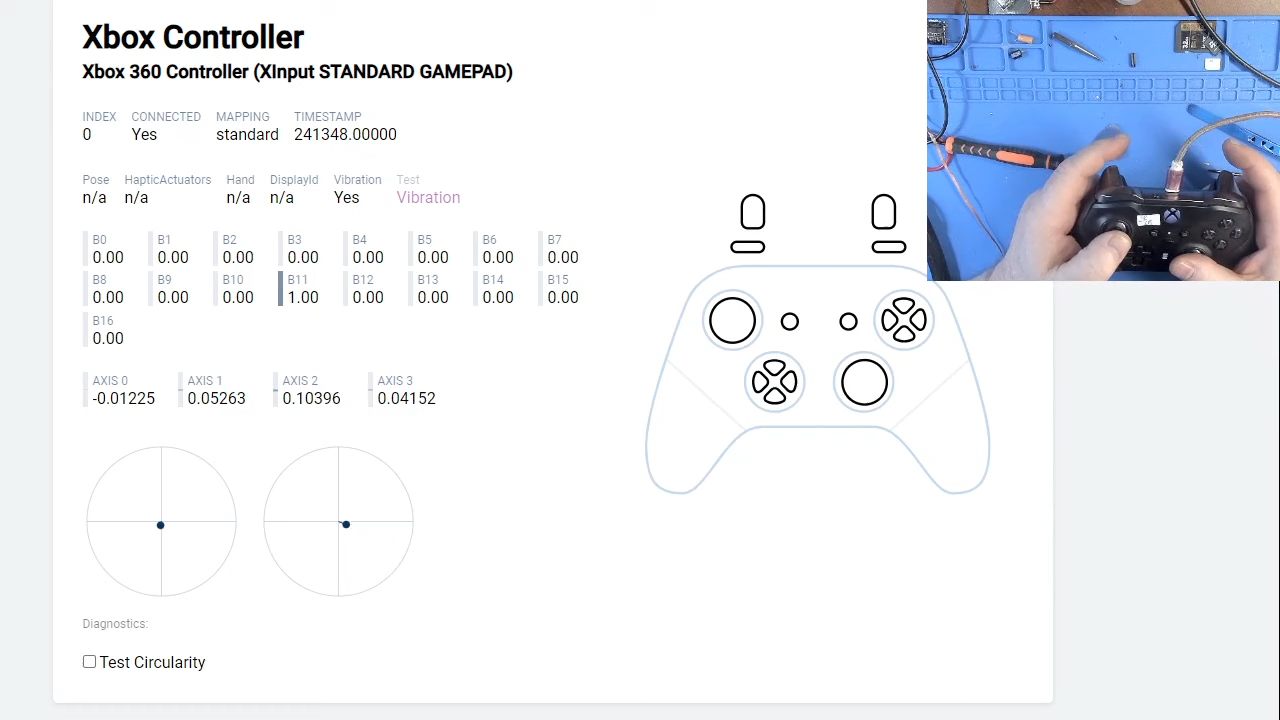 Xbox Controller
Xbox 360 Controller (XInput STANDARD GAMEPAD)
INDEX CONNECTED MAPPING TIMESTAMP
0 Yes standard 241348.00000
Pose HapticActuators Hand DisplayId Vibration Test
n/a n/a n/a n/a Yes Vibration
B0 B1 B2 B3 B4 B5 B6 B7
0.00 0.00 0.00 0.00 0.00 0.00 0.00 0.00
B8 B9 B10 B11 B12 B13 B14 B15
0.00 0.00 0.00 1.00 0.00 0.00 0.00 0.00
B16
0.00
AXIS 0 AXIS 1 AXIS 2 AXIS 3
-0.01225 0.05263 0.10396 0.04152
Diagnostics:
Test Circularity